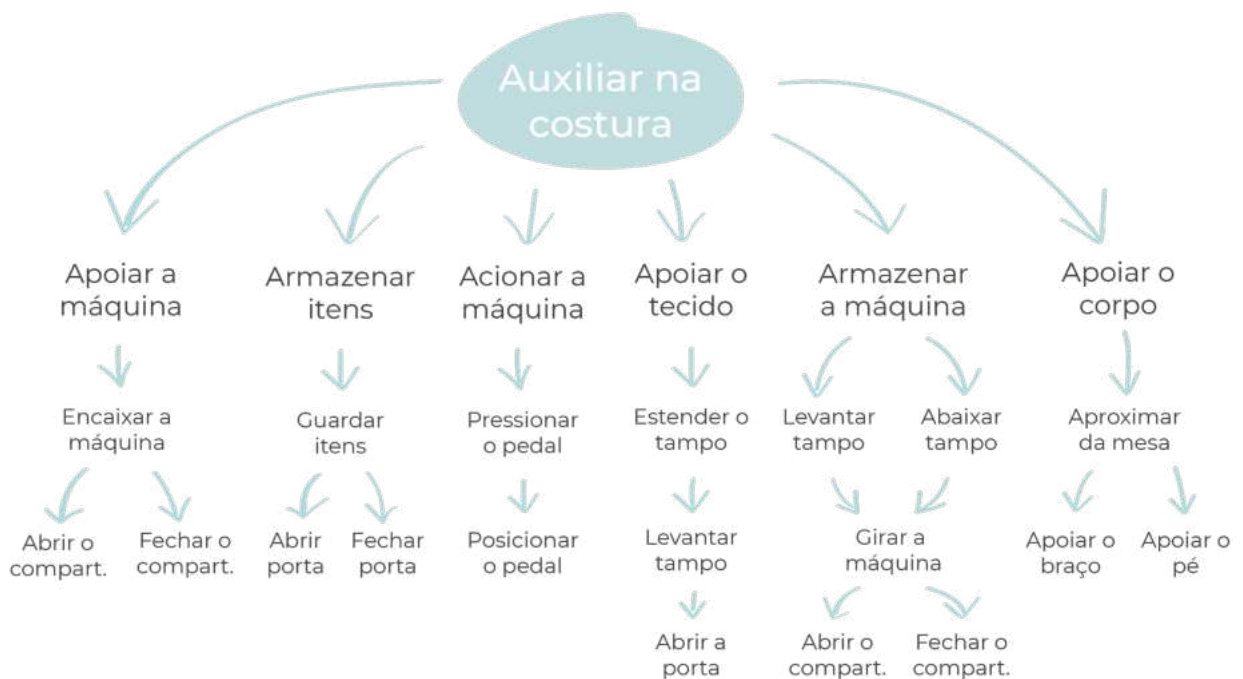 Auxiliar na
costura
Apoiar a
máquina
Armazenar
itens
Acionar a
máquina
Apoiar o
tecido
Armazenar
a máquina
Apoiar o
corpo
Encaixar a
máquina
Guardar
itens
Pressionar
o pedal
Estender o
tampo
Levantar
tampo
Abaixar
tampo
Aproximar
da mesa
Abrir o
compart.
Fechar o
compart.
Abrir
porta
Fechar
porta
Posicionar
o pedal
Levantar
tampo
Girar a
máquina
Apoiar o
braço
Apoiar o
pé
Abrir a
porta
Abrir o
compart.
Fechar o
compart.